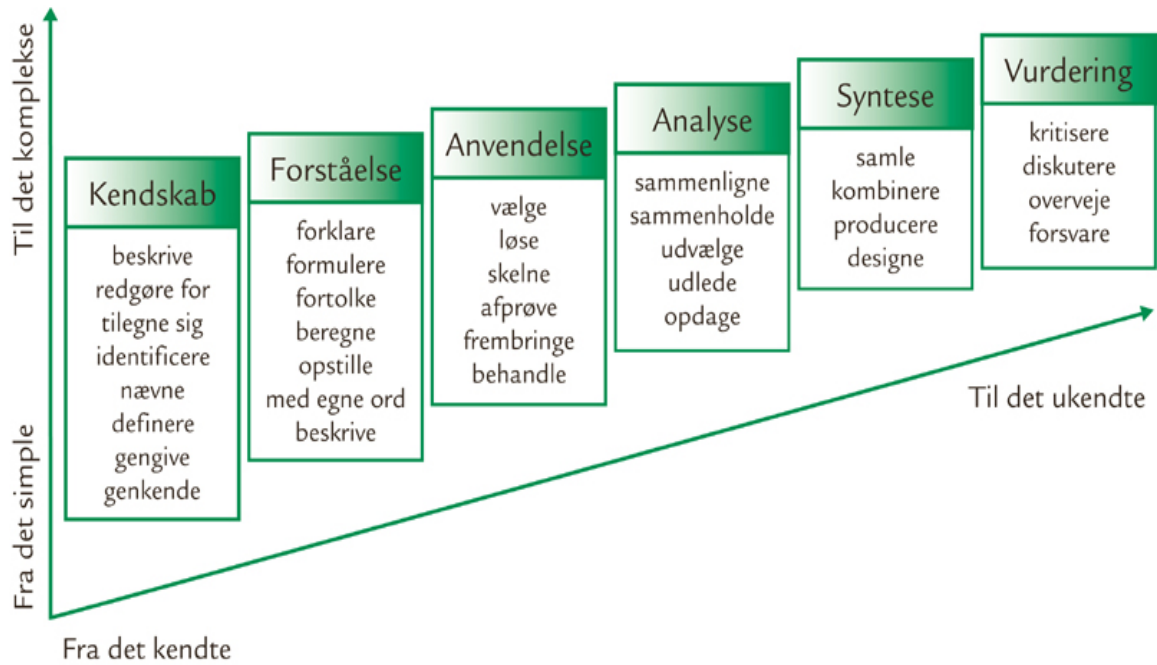 Til det komplekse
Fra det simple
Kendskab
beskrive
redgøre for
tilegne sig
identificere
nævne
definere
gengive
genkende
Forståelse
forklare
formulere
fortolke
beregne
opstille
med egne ord
beskrive
Anvendelse
vælge
løse
skelne
afprøve
frembringe
behandle
Analyse
sammenligne
sammenholde
udvælge
udlede
opdage
Syntese
samle
kombinere
producere
designe
Vurdering
kritisere
diskutere
overveje
forsvare
Til det ukendte
Fra det kendte